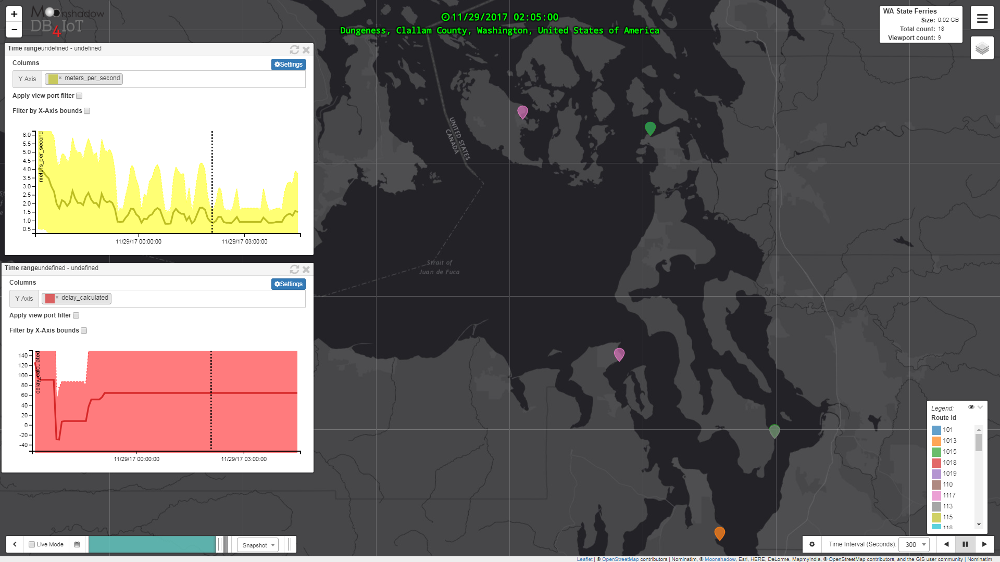 +
−
Moonshadow
DB4IoT
11/29/2017 02:05:00
Dungeness, Clallam County, Washington, United States of America
WA State Ferries
Size: 0.02 GB
Total count: 18
Viewport count: 9
Time rangeundefined - undefined
Columns
Settings
Y Axis
× meters_per_second
Apply view port filter
Filter by X-Axis bounds
meters_per_second
6.0
5.5
5.0
4.5
4.0
3.5
3.0
2.5
2.0
1.5
1.0
0.5
11/29/17 00:00:00
11/29/17 03:00:00
Time rangeundefined - undefined
Columns
Settings
Y Axis
× delay_calculated
Apply view port filter
Filter by X-Axis bounds
delay_calculated
140
120
100
80
60
40
20
0
-20
-40
11/29/17 00:00:00
11/29/17 03:00:00
UNITED STATES
CANADA
Strait of
Juan de Fuca
Legend:
Route Id
101
1013
1015
1018
1019
110
1117
113
115
118
Live Mode
Snapshot
Time Interval (Seconds):
300
Leaflet | © OpenStreetMap contributors | Nominatim, © Moonshadow, Esri, HERE, DeLorme, MapmyIndia, © OpenStreetMap contributors, and the GIS user community | Nominatim